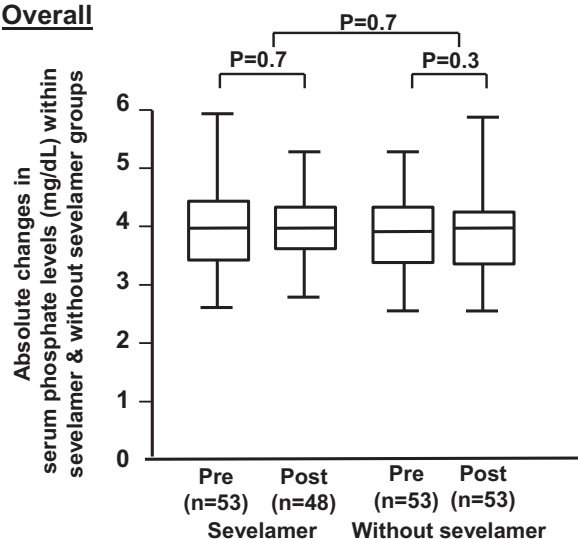 Overall
P=0.7
P=0.7
P=0.3
Absolute changes in
serum phosphate levels (mg/dL) within
sevelamer & without sevelamer groups
6
5
4
3
2
1
0
Pre Post Pre Post
(n=53) (n=48) (n=53) (n=53)
Sevelamer Without sevelamer